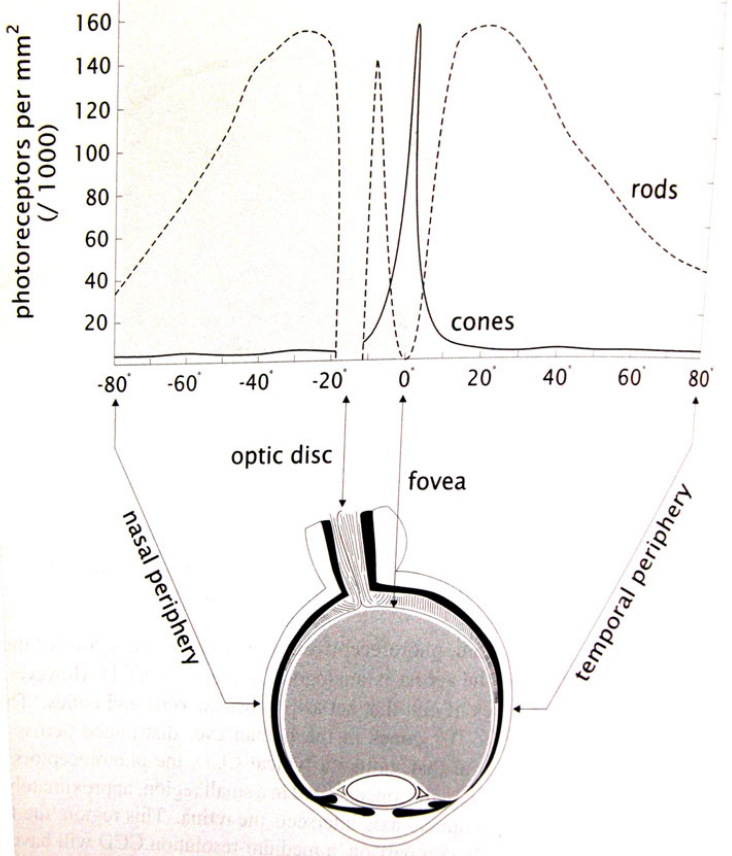 photoreceptors per mm²
(/ 1000)
160
140
120
100
80
60
40
20
rods
cones
-80° -60° -40° -20° 0° 20° 40° 60° 80°
optic disc
fovea
nasal periphery
temporal periphery